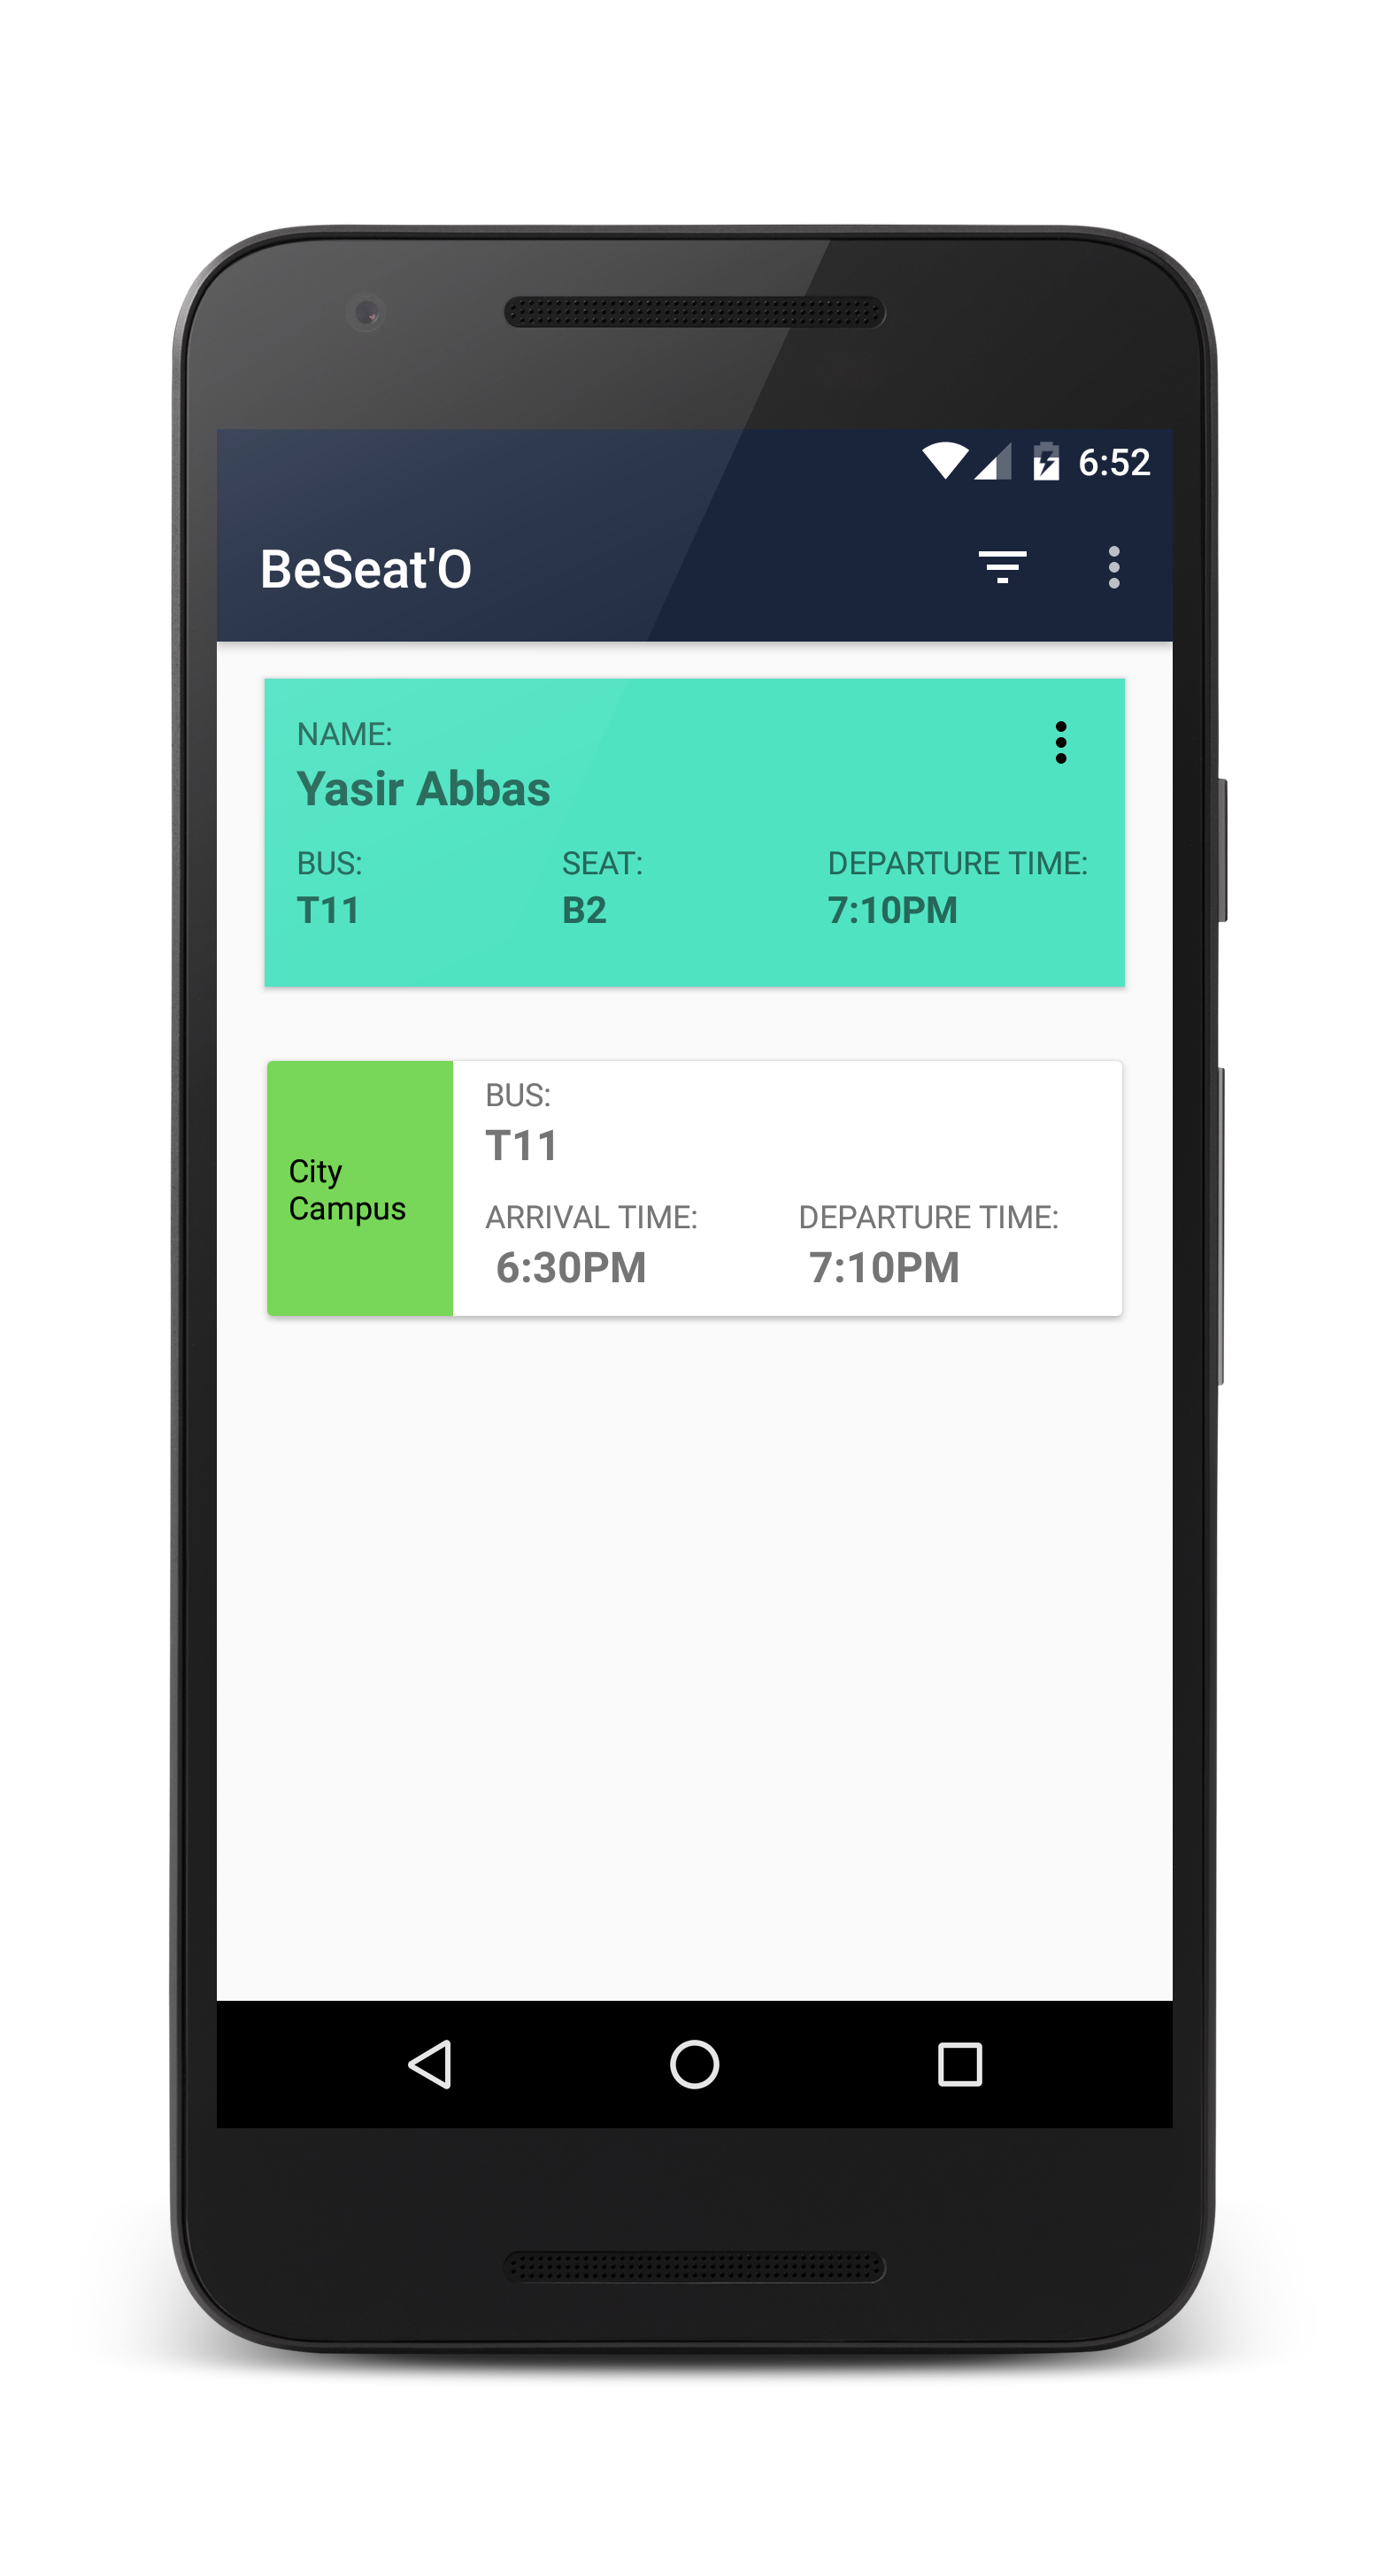 6:52
BeSeat'O
NAME:
Yasir Abbas
BUS: SEAT: DEPARTURE TIME:
T11 B2 7:10PM
City
Campus
BUS:
T11
ARRIVAL TIME: DEPARTURE TIME:
6:30PM 7:10PM